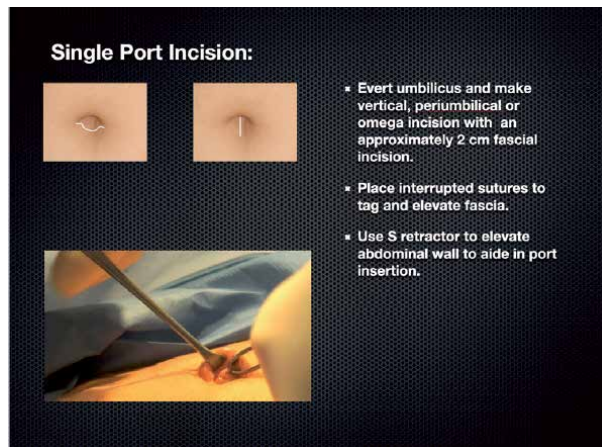 Single Port Incision:
Evert umbilicus and make
vertical, periumbilical or
omega incision with an
approximately 2 cm fascial
incision.
Place interrupted sutures to
tag and elevate fascia.
Use S retractor to elevate
abdominal wall to aide in port
insertion.